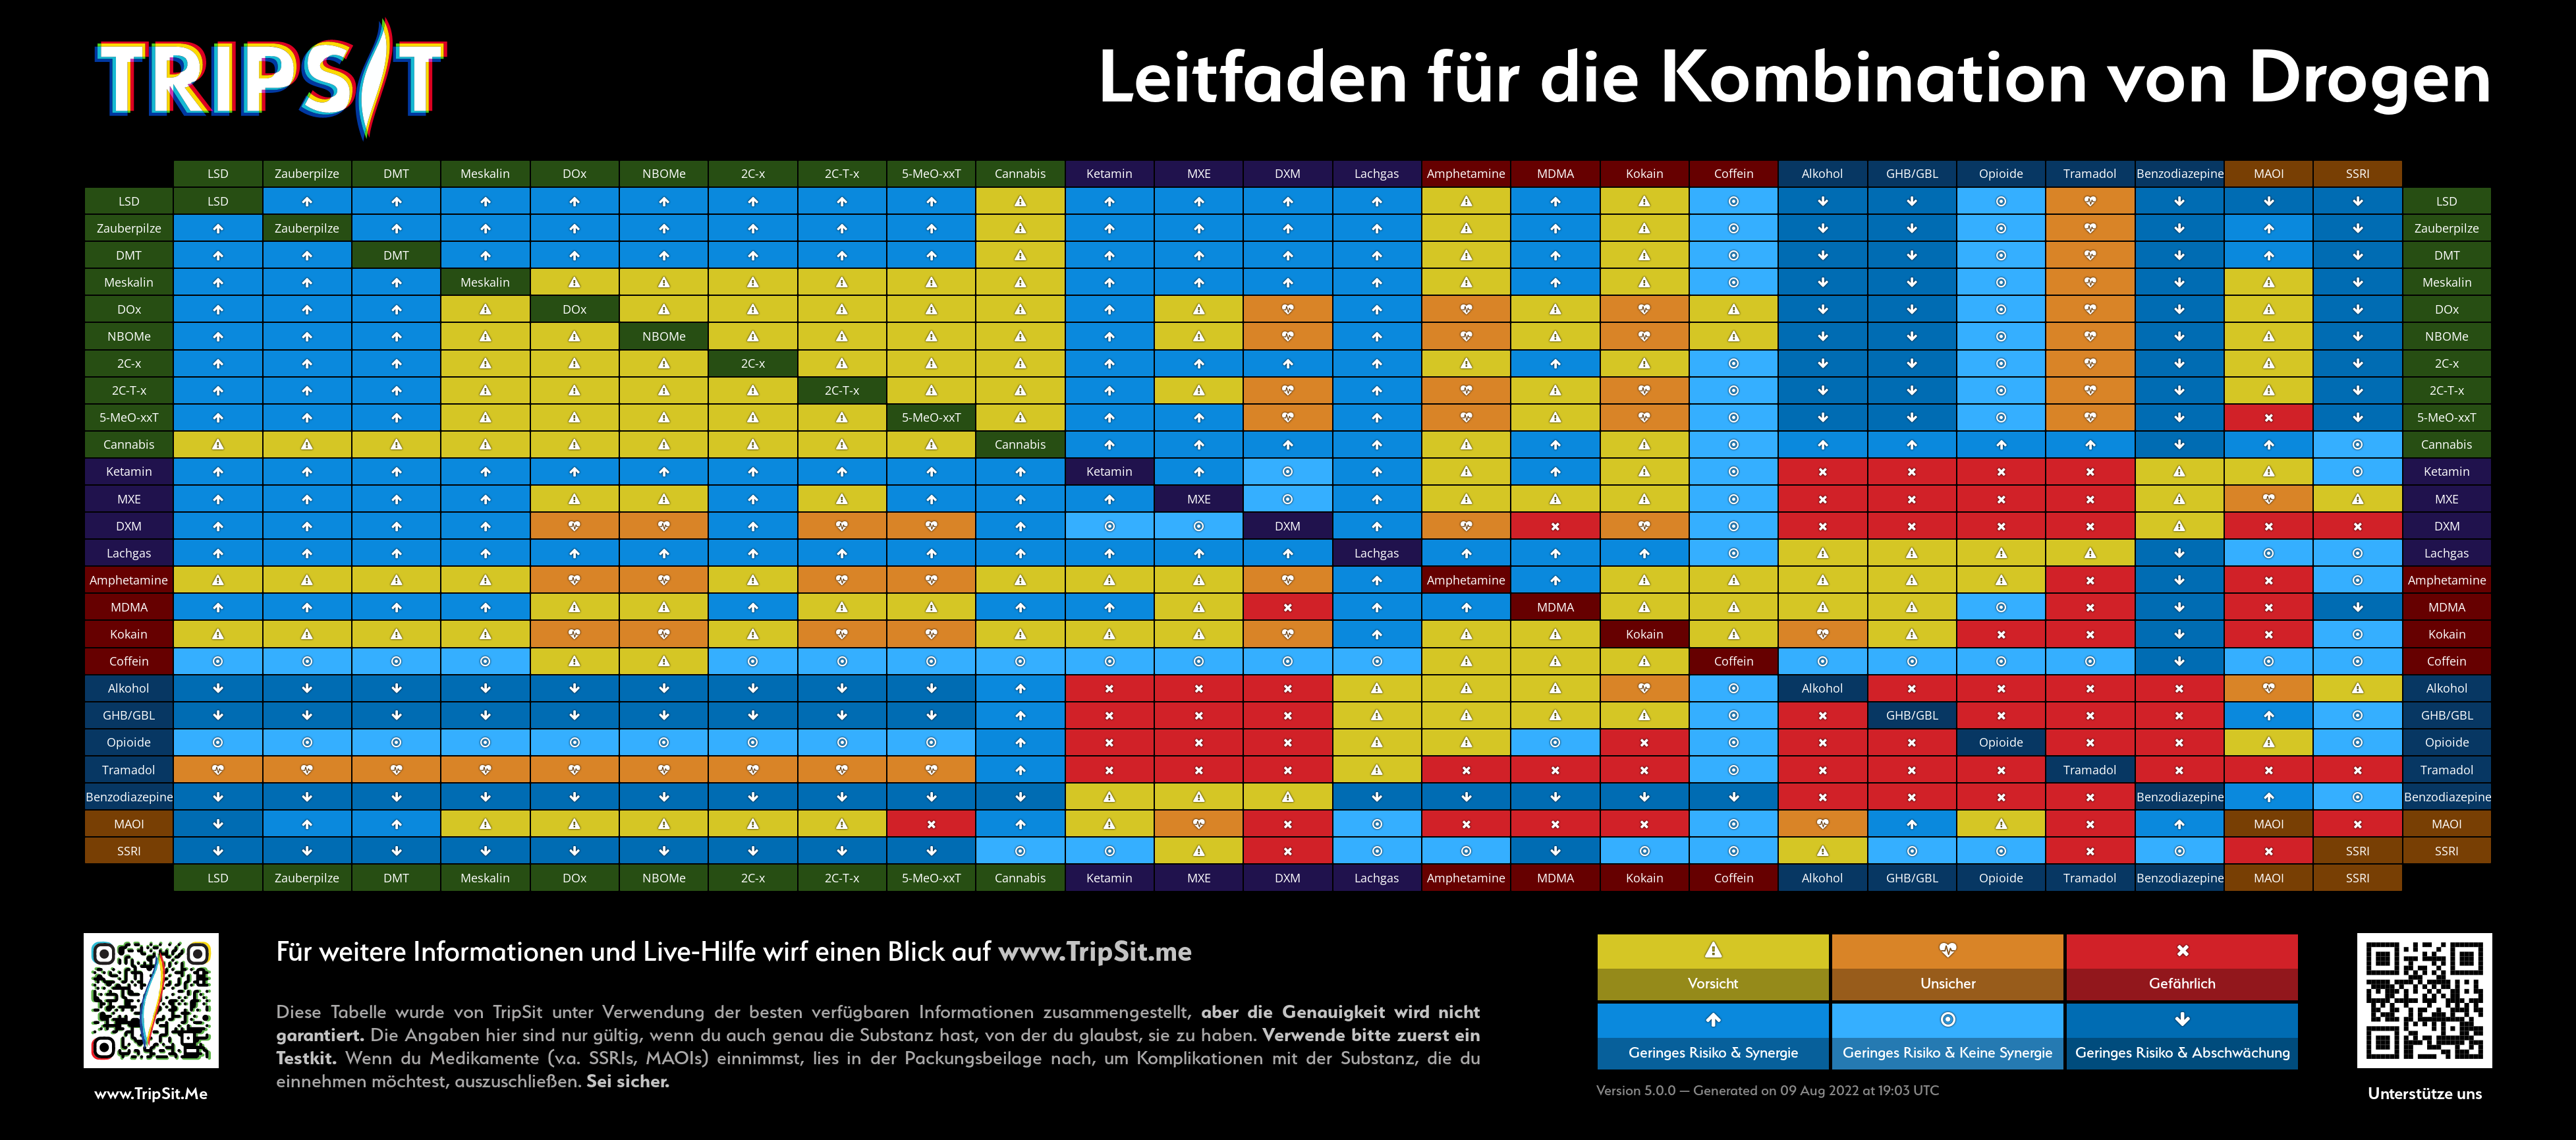 TRIPSIT
Leitfaden für die Kombination von Drogen
LSD Zauberpilze DMT Meskalin DOx NBOMe 2C-x 2C-T-x 5-MeO-xxT Cannabis Ketamin MXE DXM Lachgas Amphetamine MDMA Kokain Coffein Alkohol GHB/GBL Opioide Tramadol Benzodiazepine MAOI SSRI
LSD LSD LSD
Zauberpilze Zauberpilze Zauberpilze
DMT DMT DMT
Meskalin Meskalin Meskalin
DOx DOx DOx
NBOMe NBOMe NBOMe
2C-x 2C-x 2C-x
2C-T-x 2C-T-x 2C-T-x
5-MeO-xxT 5-MeO-xxT 5-MeO-xxT
Cannabis Cannabis Cannabis
Ketamin Ketamin Ketamin
MXE MXE MXE
DXM DXM DXM
Lachgas Lachgas Lachgas
Amphetamine Amphetamine Amphetamine
MDMA MDMA MDMA
Kokain Kokain Kokain
Coffein Coffein Coffein
Alkohol Alkohol Alkohol
GHB/GBL GHB/GBL GHB/GBL
Opioide Opioide Opioide
Tramadol Tramadol Tramadol
Benzodiazepine Benzodiazepine Benzodiazepine
MAOI MAOI MAOI
SSRI SSRI SSRI
LSD Zauberpilze DMT Meskalin DOx NBOMe 2C-x 2C-T-x 5-MeO-xxT Cannabis Ketamin MXE DXM Lachgas Amphetamine MDMA Kokain Coffein Alkohol GHB/GBL Opioide Tramadol Benzodiazepine MAOI SSRI
www.TripSit.Me
Für weitere Informationen und Live-Hilfe wirf einen Blick auf www.TripSit.me
Diese Tabelle wurde von TripSit unter Verwendung der besten verfügbaren Informationen zusammengestellt, aber die Genauigkeit wird nicht
garantiert. Die Angaben hier sind nur gültig, wenn du auch genau die Substanz hast, von der du glaubst, sie zu haben. Verwende bitte zuerst ein
Testkit. Wenn du Medikamente (v.a. SSRIs, MAOIs) einnimmst, lies in der Packungsbeilage nach, um Komplikationen mit der Substanz, die du
einnehmen möchtest, auszuschließen. Sei sicher.
Vorsicht Unsicher Gefährlich
Geringes Risiko & Synergie Geringes Risiko & Keine Synergie Geringes Risiko & Abschwächung
Version 5.0.0 — Generated on 09 Aug 2022 at 19:03 UTC
Unterstütze uns